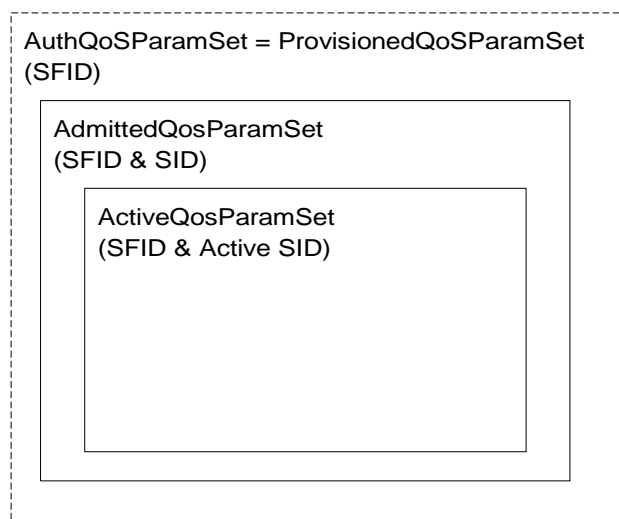 AuthQoSParamSet = ProvisionedQoSParamSet
(SFID)
AdmittedQosParamSet
(SFID & SID)
ActiveQosParamSet
(SFID & Active SID)